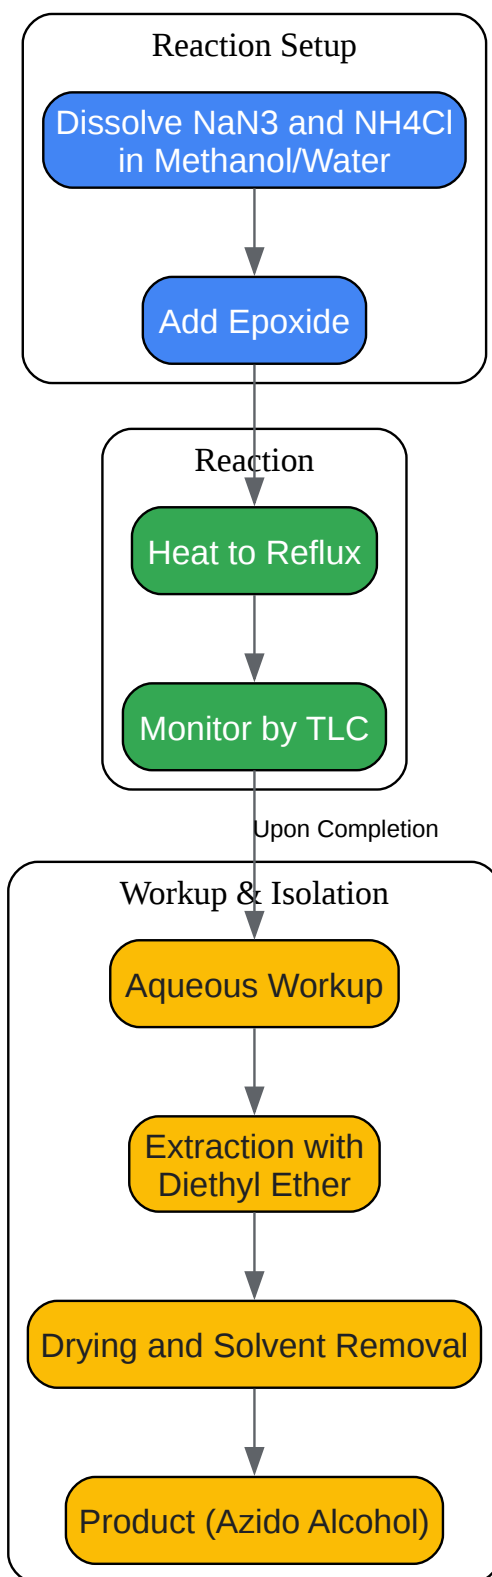 Reaction Setup
Dissolve NaN3 and NH4Cl
in Methanol/Water
Add Epoxide
Reaction
Heat to Reflux
Monitor by TLC
Upon Completion
Workup & Isolation
Aqueous Workup
Extraction with
Diethyl Ether
Drying and Solvent Removal
Product (Azido Alcohol)